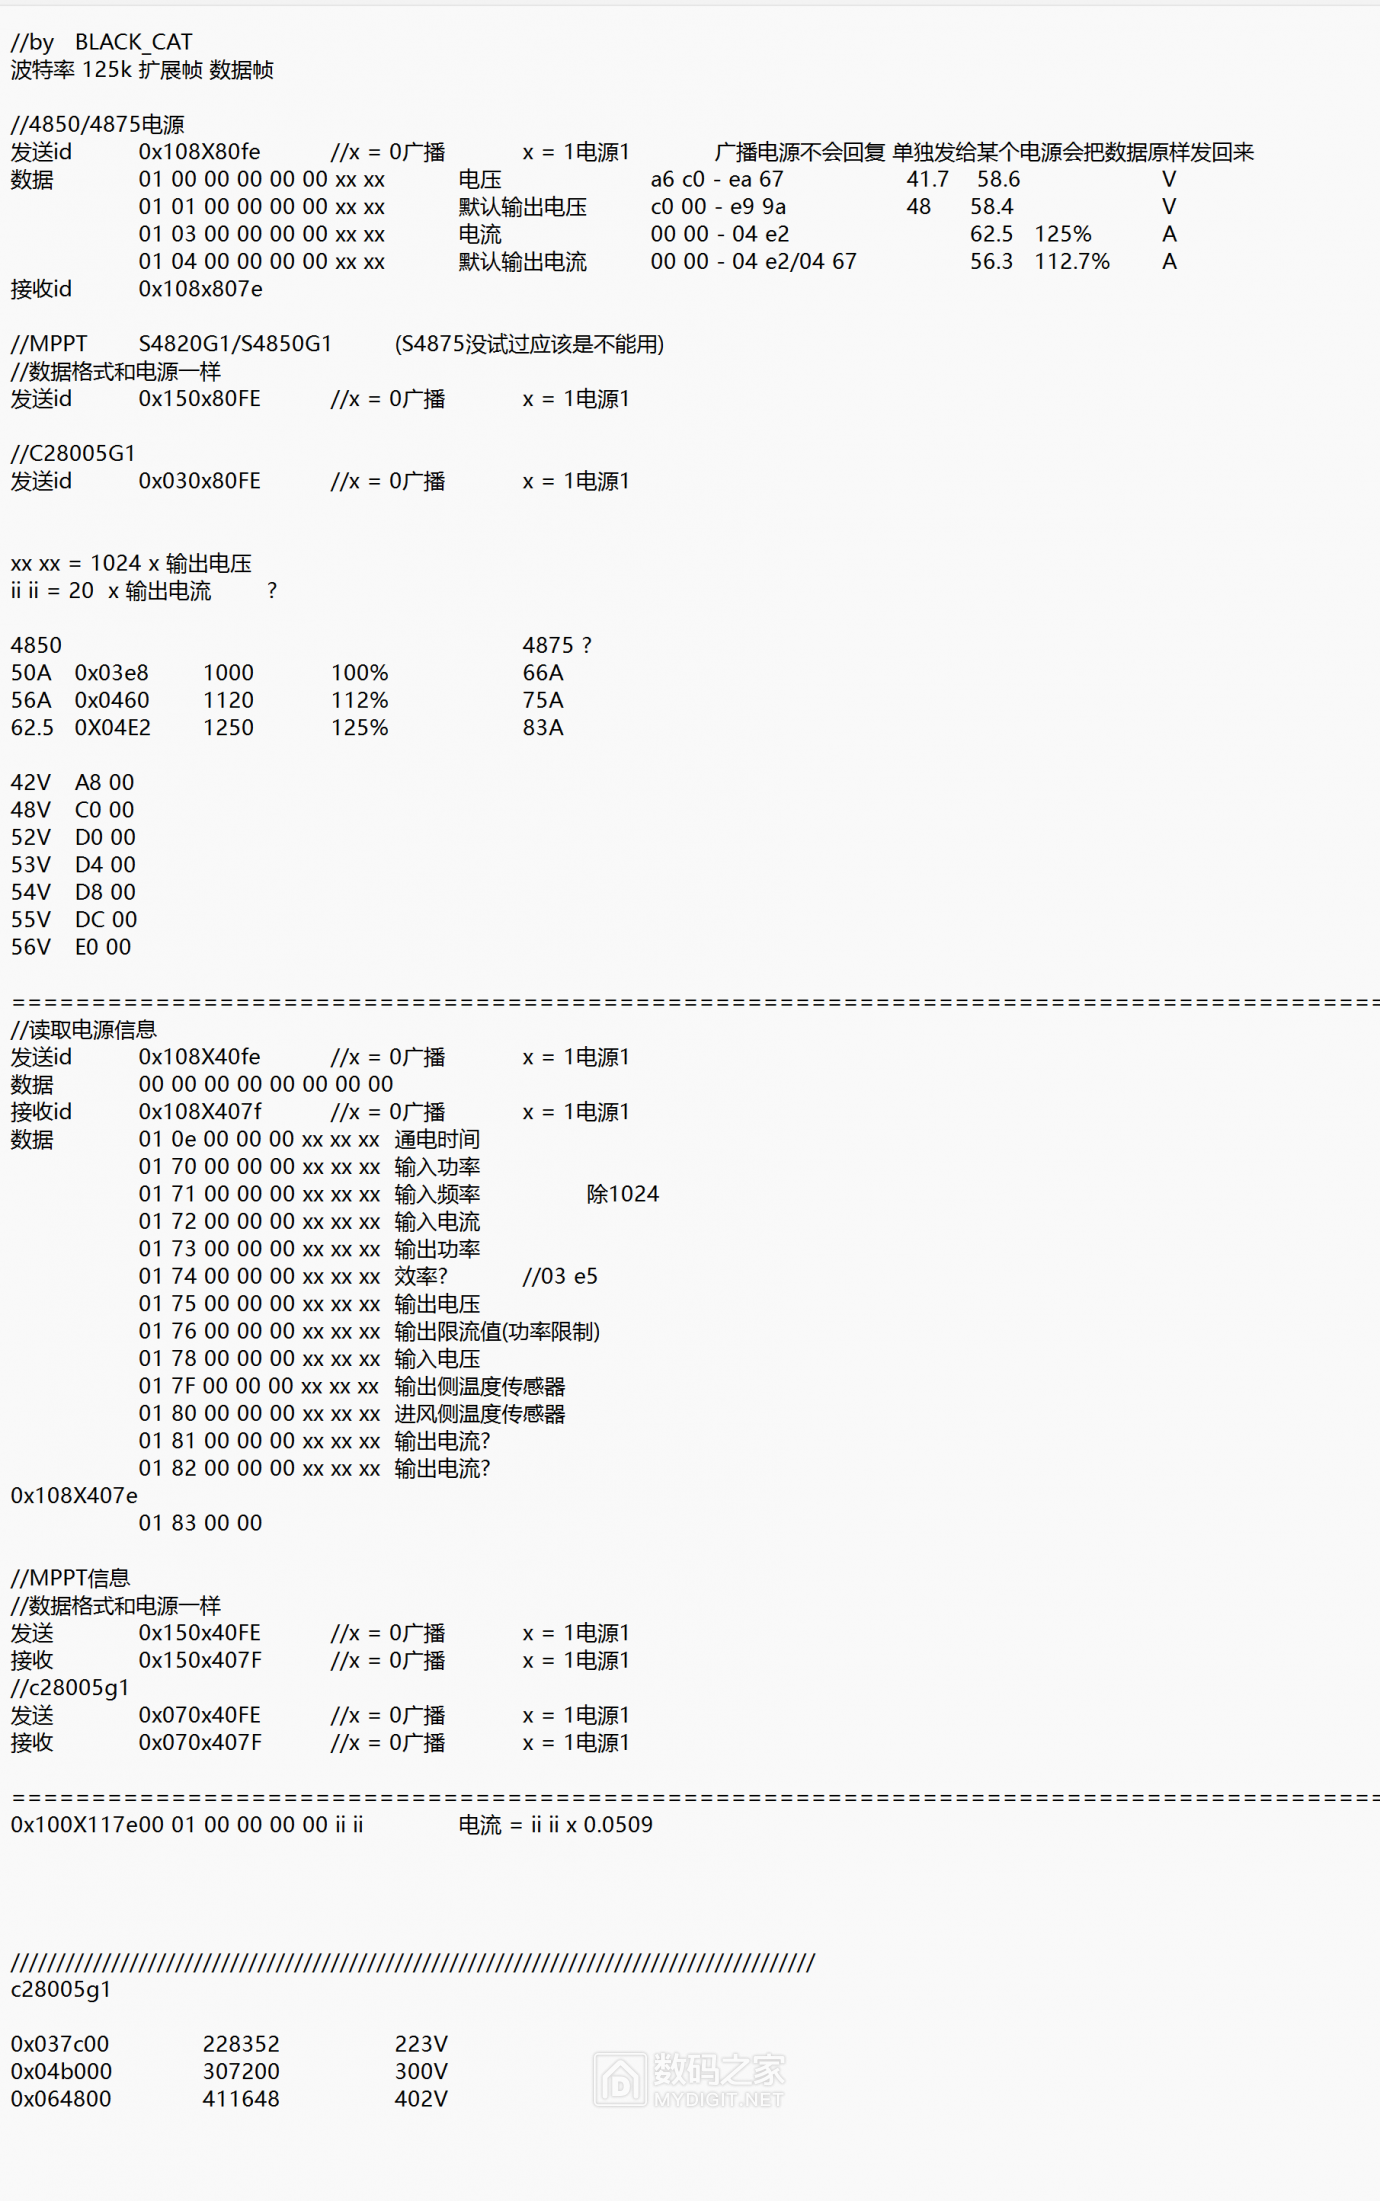 //by BLACK_CAT
波特率 125k 扩展帧 数据帧
//4850/4875电源
发送id 0x108X80fe //x = 0广播 x = 1电源1 广播电源不会回复 单独发给某个电源会把数据原样发回来
数据 01 00 00 00 00 00 xx xx 电压 a6 c0 - ea 67 41.7 58.6 V
01 01 00 00 00 00 xx xx 默认输出电压 c0 00 - e9 9a 48 58.4 V
01 03 00 00 00 00 xx xx 电流 00 00 - 04 e2 62.5 125% A
01 04 00 00 00 00 xx xx 默认输出电流 00 00 - 04 e2/04 67 56.3 112.7% A
接收id 0x108x807e
//MPPT S4820G1/S4850G1 (S4875没试过应该是不能用)
//数据格式和电源一样
发送id 0x150x80FE //x = 0广播 x = 1电源1
//C28005G1
发送id 0x030x80FE //x = 0广播 x = 1电源1
xx xx = 1024 x 输出电压
ii ii = 20 x 输出电流 ?
4850 4875 ?
50A 0x03e8 1000 100% 66A
56A 0x0460 1120 112% 75A
62.5 0X04E2 1250 125% 83A
42V A8 00
48V C0 00
52V D0 00
53V D4 00
54V D8 00
55V DC 00
56V E0 00
======================================================================================
//读取电源信息
发送id 0x108X40fe //x = 0广播 x = 1电源1
数据 00 00 00 00 00 00 00 00
接收id 0x108X407f //x = 0广播 x = 1电源1
数据 01 0e 00 00 00 xx xx xx 通电时间
01 70 00 00 00 xx xx xx 输入功率
01 71 00 00 00 xx xx xx 输入频率 除1024
01 72 00 00 00 xx xx xx 输入电流
01 73 00 00 00 xx xx xx 输出功率
01 74 00 00 00 xx xx xx 效率? //03 e5
01 75 00 00 00 xx xx xx 输出电压
01 76 00 00 00 xx xx xx 输出限流值(功率限制)
01 78 00 00 00 xx xx xx 输入电压
01 7F 00 00 00 xx xx xx 输出侧温度传感器
01 80 00 00 00 xx xx xx 进风侧温度传感器
01 81 00 00 00 xx xx xx 输出电流?
01 82 00 00 00 xx xx xx 输出电流?
0x108X407e
01 83 00 00
//MPPT信息
//数据格式和电源一样
发送 0x150x40FE //x = 0广播 x = 1电源1
接收 0x150x407F //x = 0广播 x = 1电源1
//c28005g1
发送 0x070x40FE //x = 0广播 x = 1电源1
接收 0x070x407F //x = 0广播 x = 1电源1
======================================================================================
0x100X117e00 01 00 00 00 00 ii ii 电流 = ii ii x 0.0509
////////////////////////////////////////////////////////////////////////////////////////
c28005g1
0x037c00 228352 223V
0x04b000 307200 300V
0x064800 411648 402V
数码之家
MYDIGIT.NET